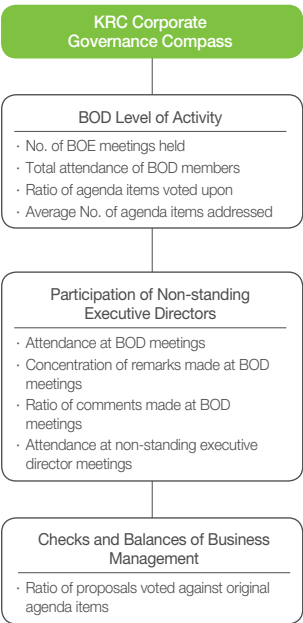 KRC Corporate
Governance Compass
BOD Level of Activity
· No. of BOE meetings held
· Total attendance of BOD members
· Ratio of agenda items voted upon
· Average No. of agenda items addressed
Participation of Non-standing
Executive Directors
· Attendance at BOD meetings
· Concentration of remarks made at BOD
meetings
· Ratio of comments made at BOD
meetings
· Attendance at non-standing executive
director meetings
Checks and Balances of Business
Management
· Ratio of proposals voted against original
agenda items